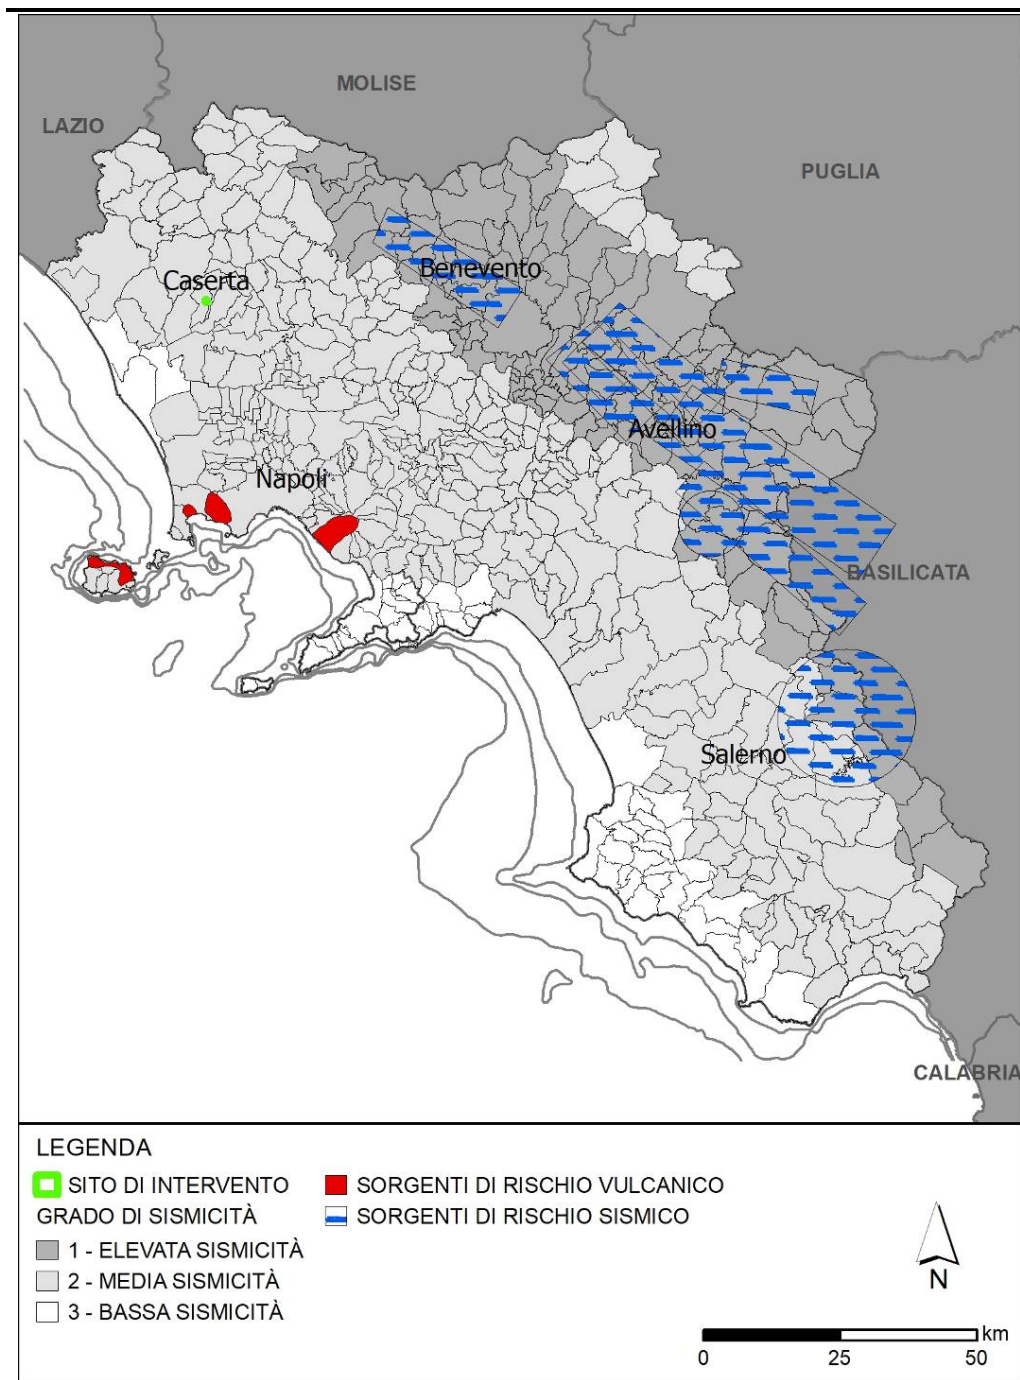 MOLISE
LAZIO
PUGLIA
Caserta
Benevento
Avellino
Napoli
BASILICATA
Salerno
CALABRIA
LEGENDA
SITO DI INTERVENTO
SORGENTI DI RISCHIO VULCANICO
GRADO DI SISMICITÀ
SORGENTI DI RISCHIO SISMICO
1 - ELEVATA SISMICITÀ
2 - MEDIA SISMICITÀ
3 - BASSA SISMICITÀ
N
km
0 25 50